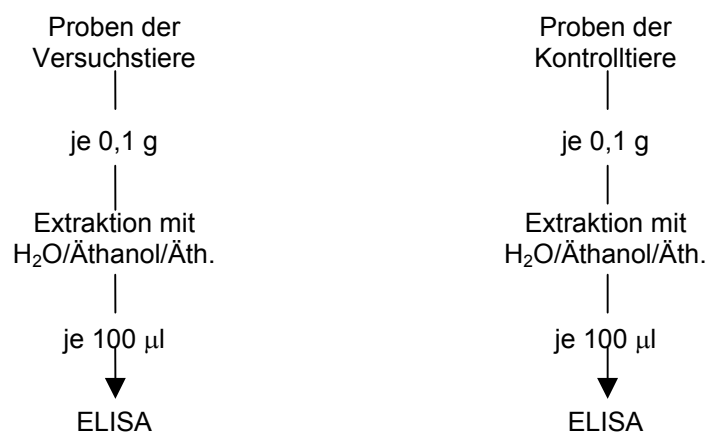 Proben der
Versuchstiere
je 0,1 g
Extraktion mit
H₂O/Äthanol/Äth.
je 100 µl
ELISA
Proben der
Kontrolltiere
je 0,1 g
Extraktion mit
H₂O/Äthanol/Äth.
je 100 µl
ELISA